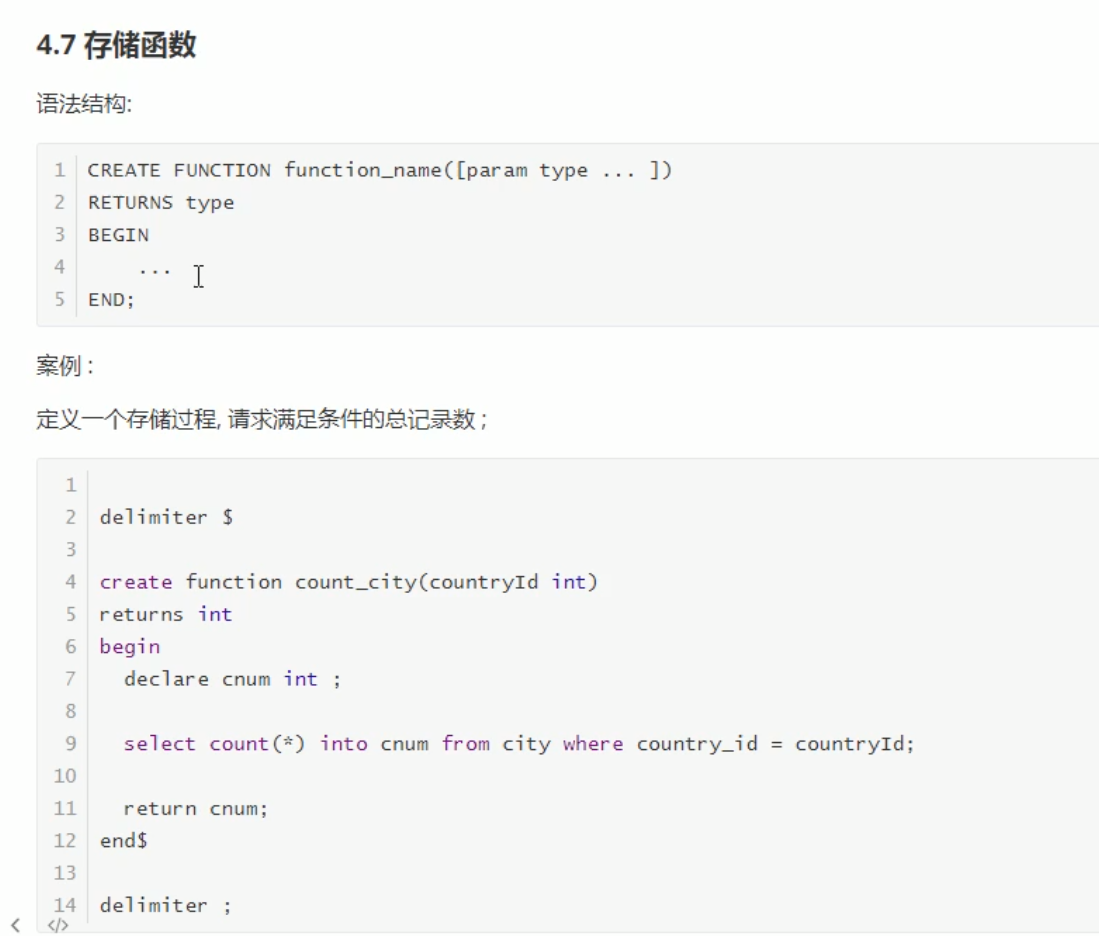 4.7 存储函数
语法结构:
1 CREATE FUNCTION function_name([param type ... ])
2 RETURNS type
3 BEGIN
4     ...
5 END;
案例 :
定义一个存储过程, 请求满足条件的总记录数 ;
1
2 delimiter $
3
4 create function count_city(countryId int)
5 returns int
6 begin
7   declare cnum int ;
8
9   select count(*) into cnum from city where country_id = countryId;
10
11   return cnum;
12 end$
13
14 delimiter ;